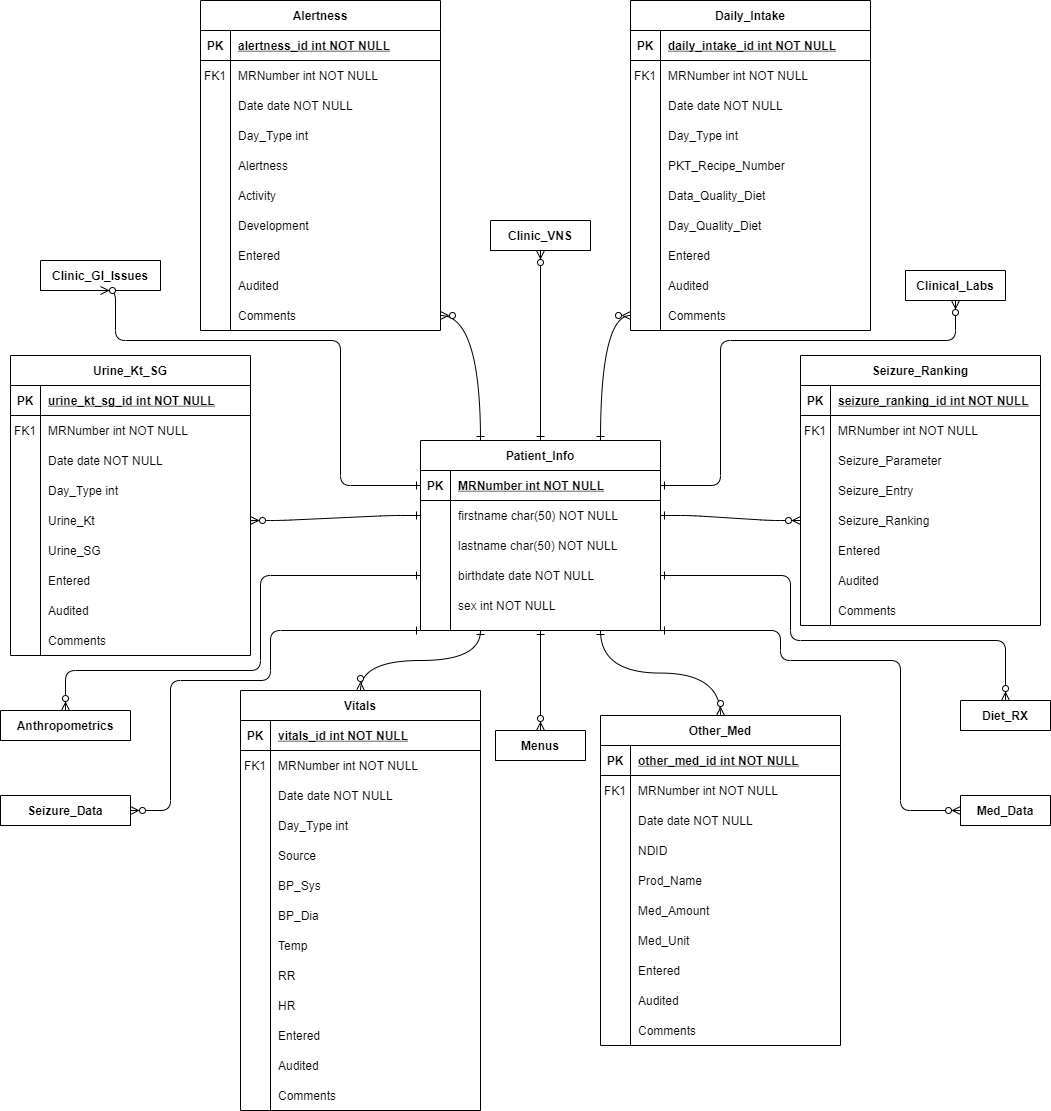 Alertness
PK alertness_id int NOT NULL
FK1 MRNumber int NOT NULL
Date date NOT NULL
Day_Type int
Alertness
Activity
Development
Entered
Audited
Comments
Daily_Intake
PK daily_intake_id int NOT NULL
FK1 MRNumber int NOT NULL
Date date NOT NULL
Day_Type int
PKT_Recipe_Number
Data_Quality_Diet
Day_Quality_Diet
Entered
Audited
Comments
Clinic_VNS
Clinic_GI_Issues
Clinical_Labs
Urine_Kt_SG
PK urine_kt_sg_id int NOT NULL
FK1 MRNumber int NOT NULL
Date date NOT NULL
Day_Type int
Urine_Kt
Urine_SG
Entered
Audited
Comments
Patient_Info
PK MRNumber int NOT NULL
firstname char(50) NOT NULL
lastname char(50) NOT NULL
birthdate date NOT NULL
sex int NOT NULL
Seizure_Ranking
PK seizure_ranking_id int NOT NULL
FK1 MRNumber int NOT NULL
Seizure_Parameter
Seizure_Entry
Seizure_Ranking
Entered
Audited
Comments
Anthropometrics
Seizure_Data
Vitals
PK vitals_id int NOT NULL
FK1 MRNumber int NOT NULL
Date date NOT NULL
Day_Type int
Source
BP_Sys
BP_Dia
Temp
RR
HR
Entered
Audited
Comments
Menus
Other_Med
PK other_med_id int NOT NULL
FK1 MRNumber int NOT NULL
Date date NOT NULL
NDID
Prod_Name
Med_Amount
Med_Unit
Entered
Audited
Comments
Diet_RX
Med_Data